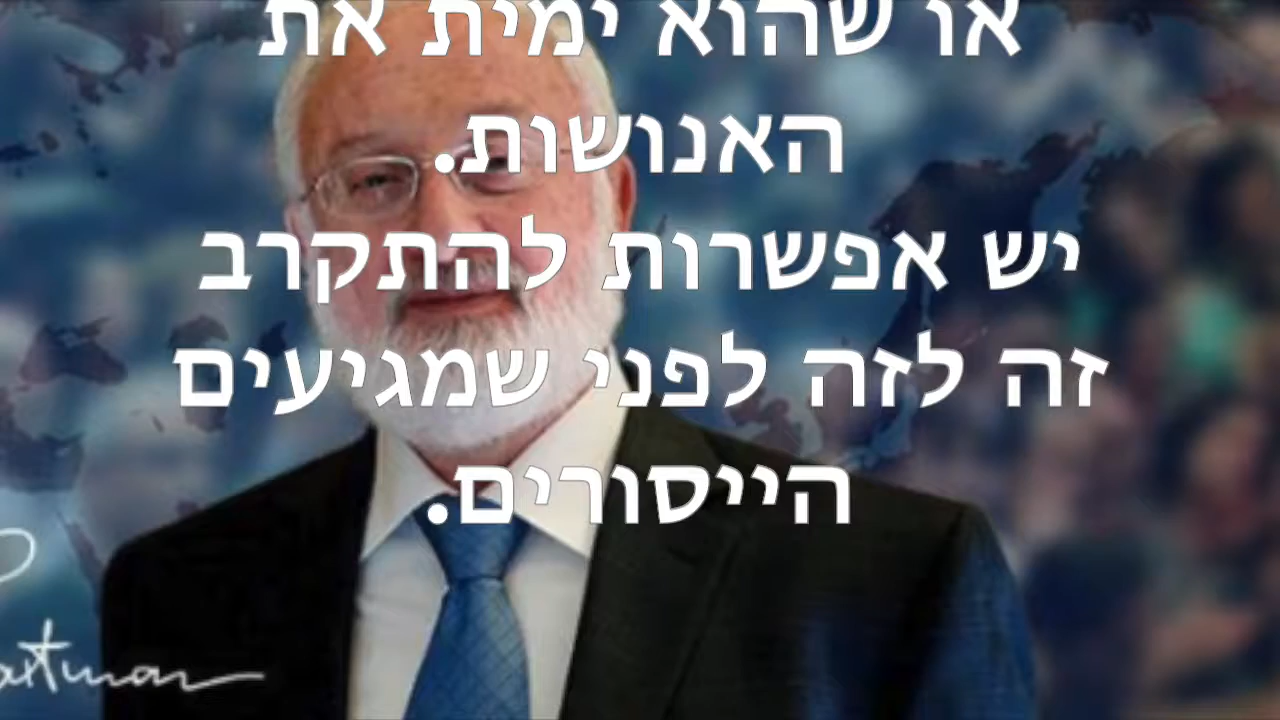 או שהוא ימית את
האנושות.
יש אפשרות להתקרב
זה לזה לפני שמגיעים
הייסורים.